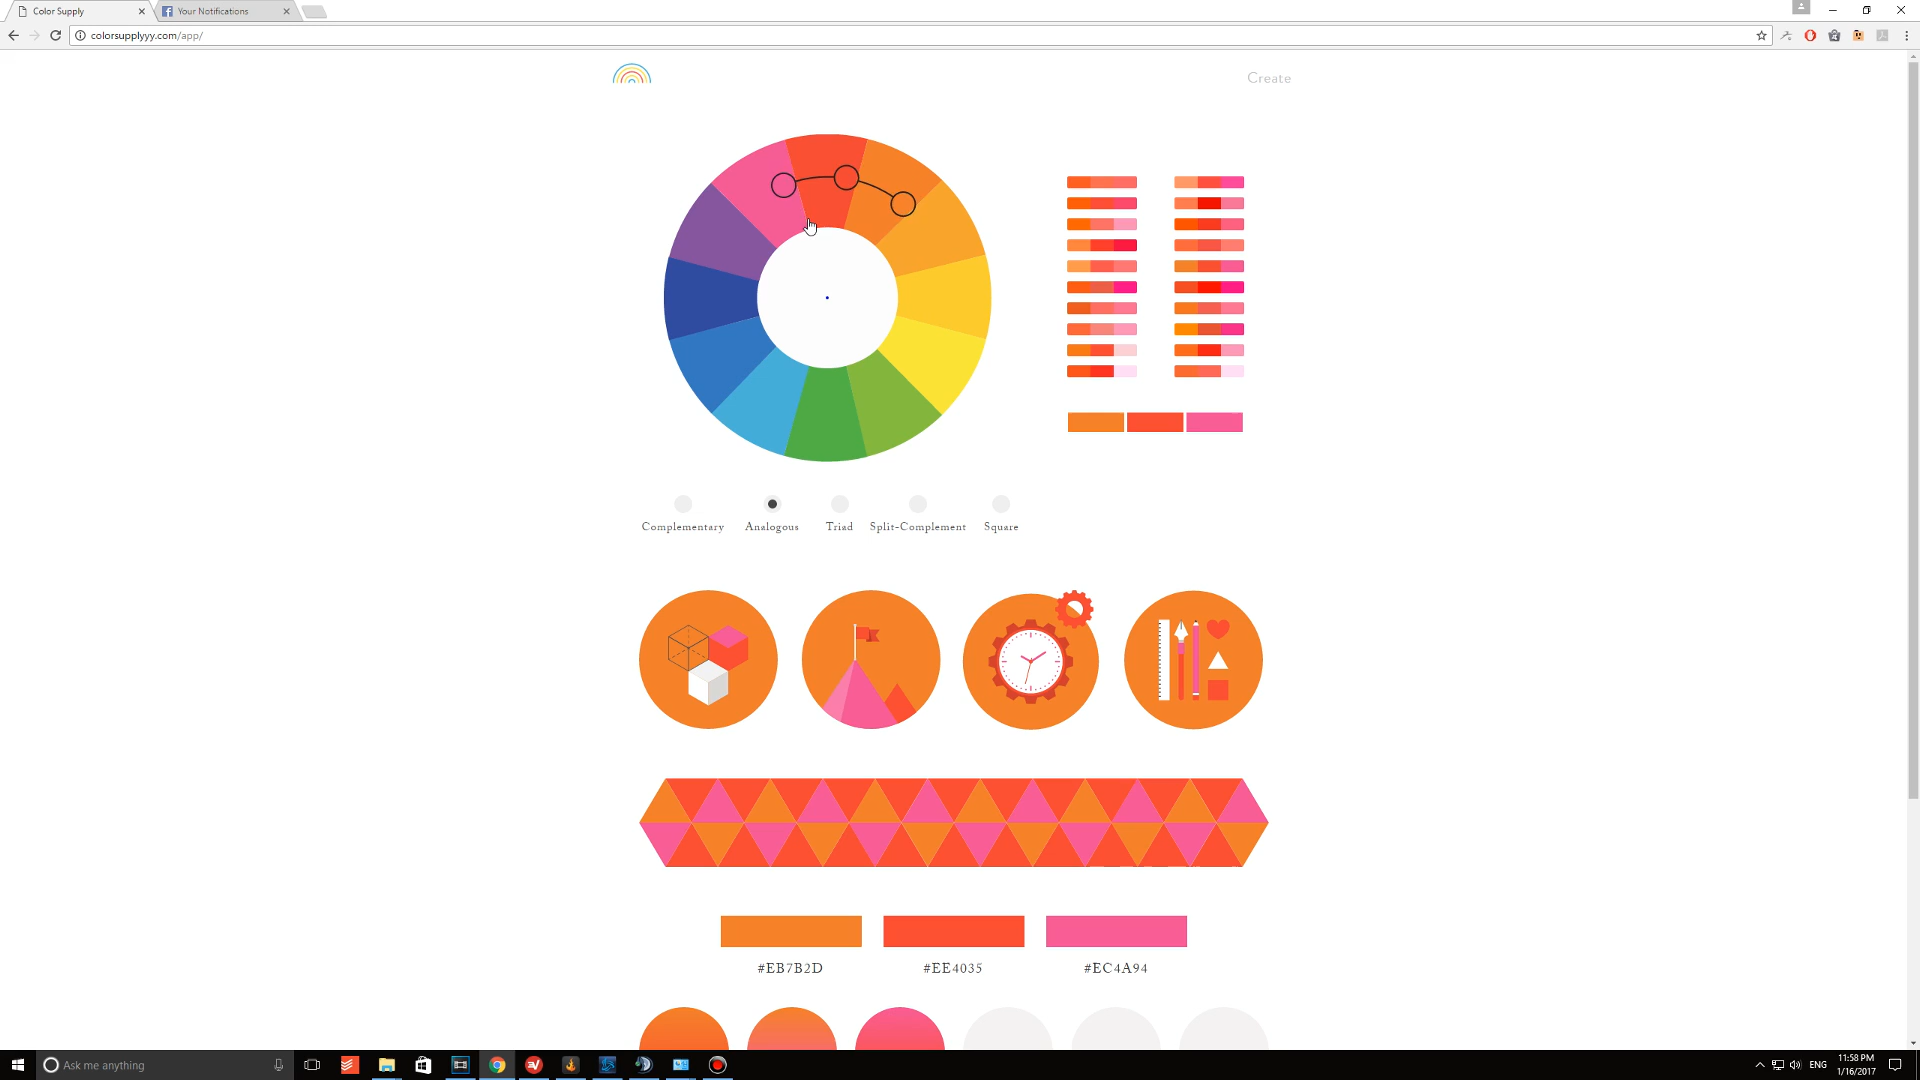 Color Supply
Your Notifications
colorsupplyyy.com/app/
Create
Complementary
Analogous
Triad
Split-Complement
Square
#EB7B2D
#EE4035
#EC4A94
Ask me anything
ENG
11:58 PM
1/16/2017